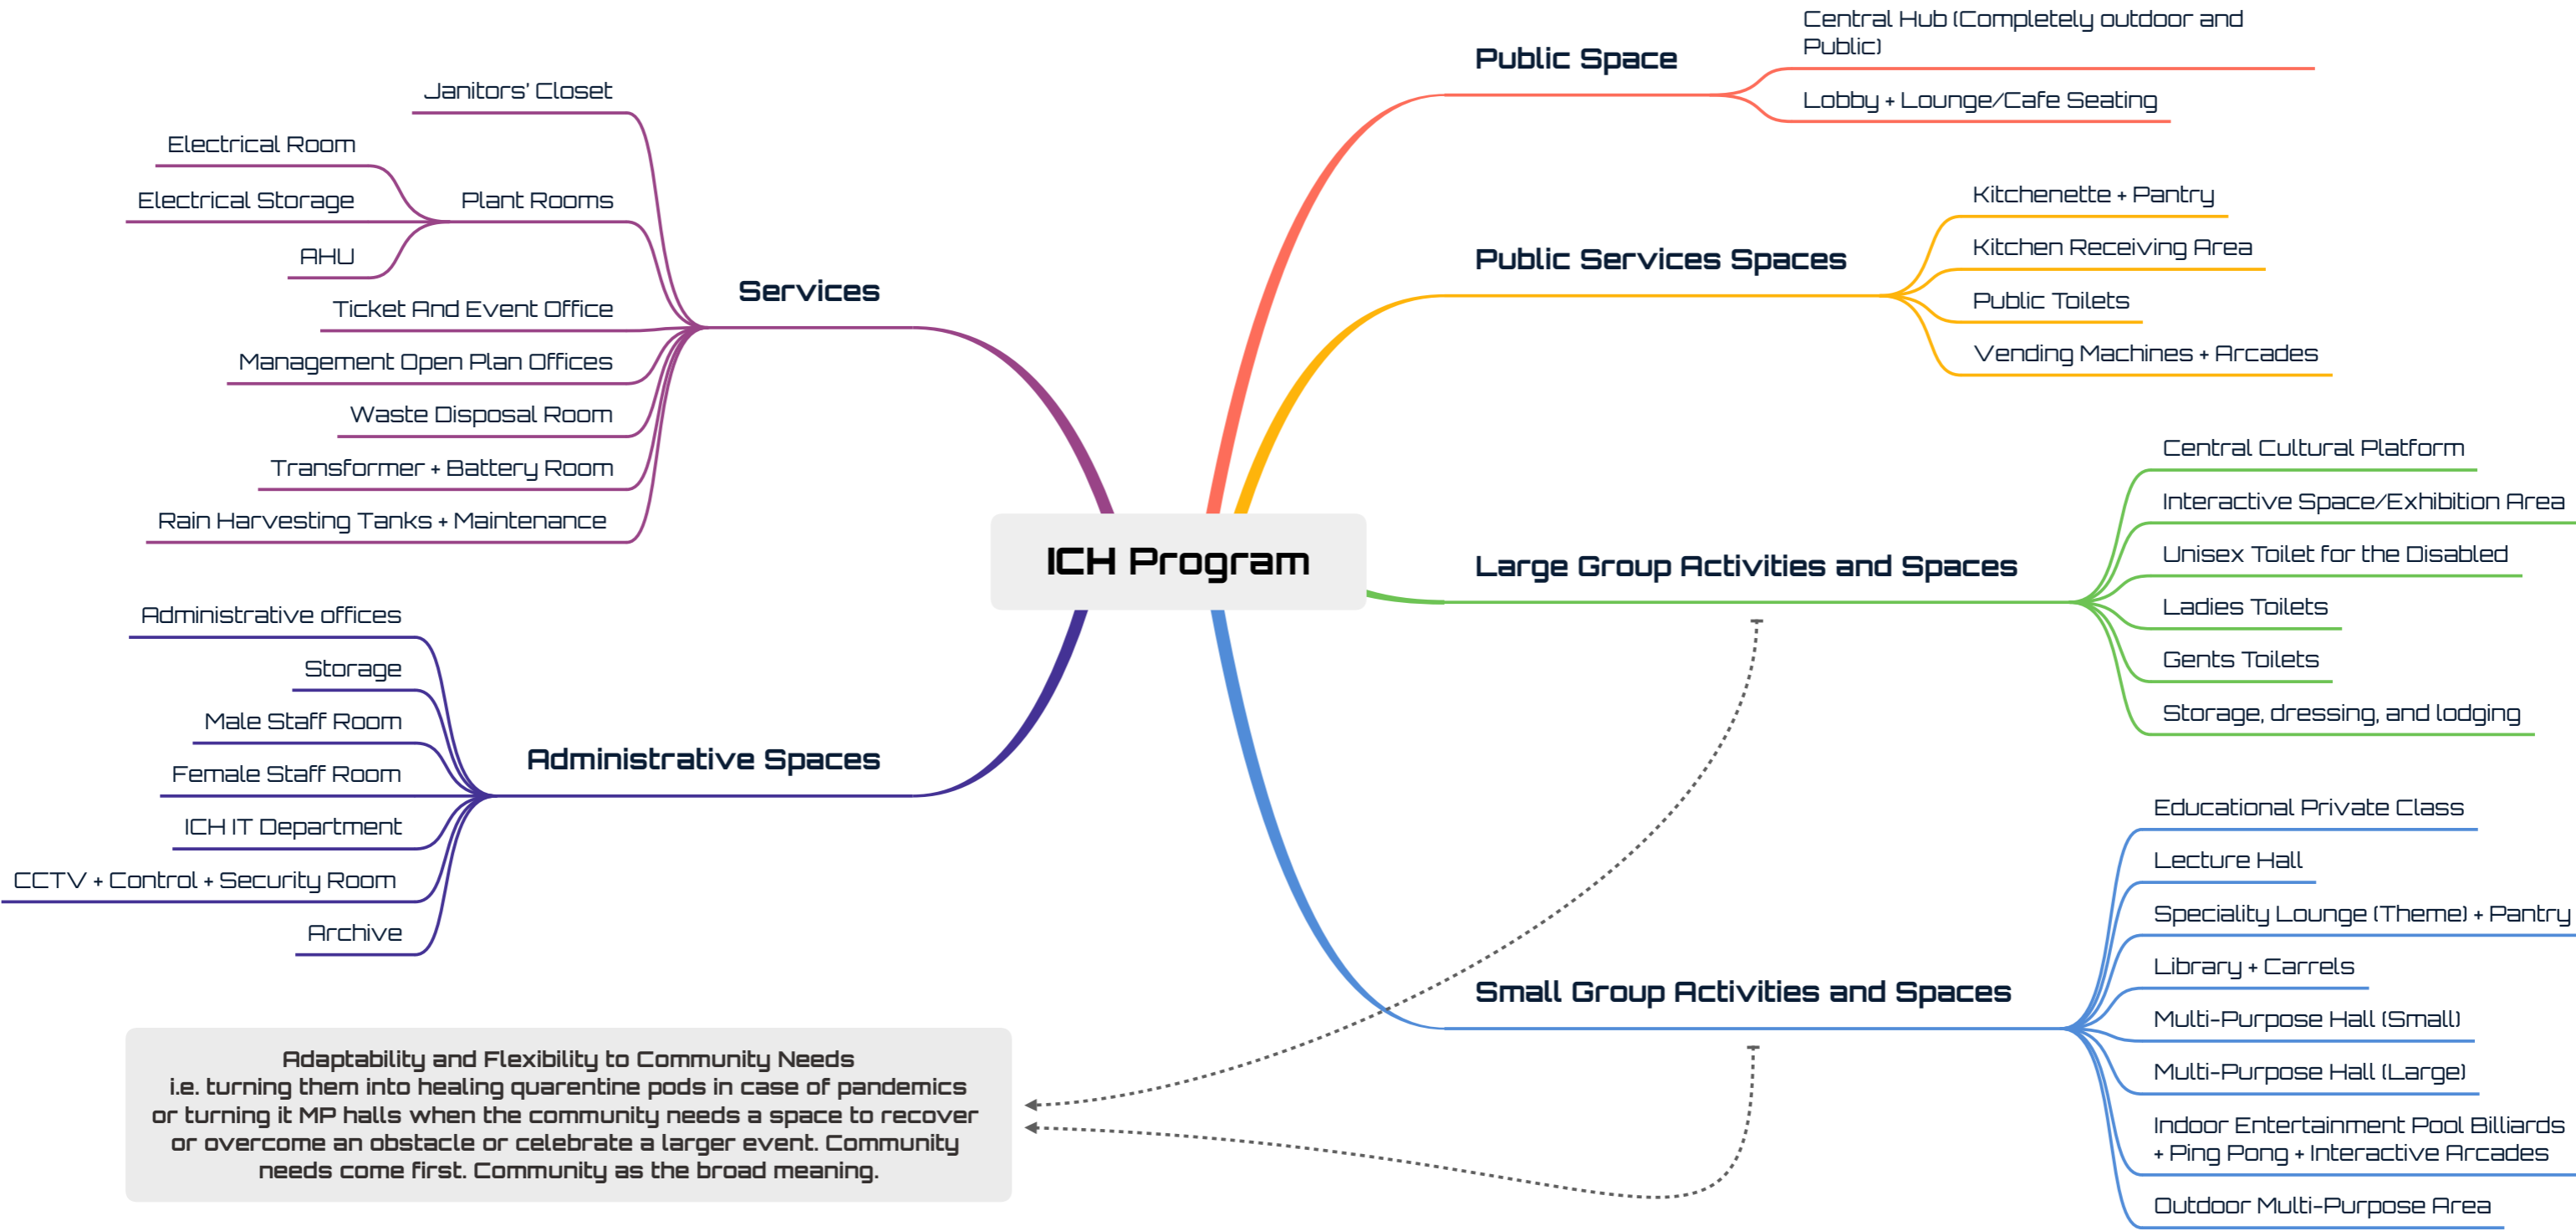 ICH Program
Public Space
Central Hub (Completely outdoor and
Public)
Lobby + Lounge/Cafe Seating
Public Services Spaces
Kitchenette + Pantry
Kitchen Receiving Area
Public Toilets
Vending Machines + Arcades
Large Group Activities and Spaces
Central Cultural Platform
Interactive Space/Exhibition Area
Unisex Toilet for the Disabled
Ladies Toilets
Gents Toilets
Storage, dressing, and lodging
Small Group Activities and Spaces
Educational Private Class
Lecture Hall
Speciality Lounge (Theme) + Pantry
Library + Carrels
Multi-Purpose Hall (Small)
Multi-Purpose Hall (Large)
Indoor Entertainment Pool Billiards
+ Ping Pong + Interactive Arcades
Outdoor Multi-Purpose Area
Services
Janitors' Closet
Plant Rooms
Electrical Room
Electrical Storage
AHU
Ticket And Event Office
Management Open Plan Offices
Waste Disposal Room
Transformer + Battery Room
Rain Harvesting Tanks + Maintenance
Administrative Spaces
Administrative offices
Storage
Male Staff Room
Female Staff Room
ICH IT Department
CCTV + Control + Security Room
Archive
Adaptability and Flexibility to Community Needs
i.e. turning them into healing quarentine pods in case of pandemics
or turning it MP halls when the community needs a space to recover
or overcome an obstacle or celebrate a larger event. Community
needs come first. Community as the broad meaning.